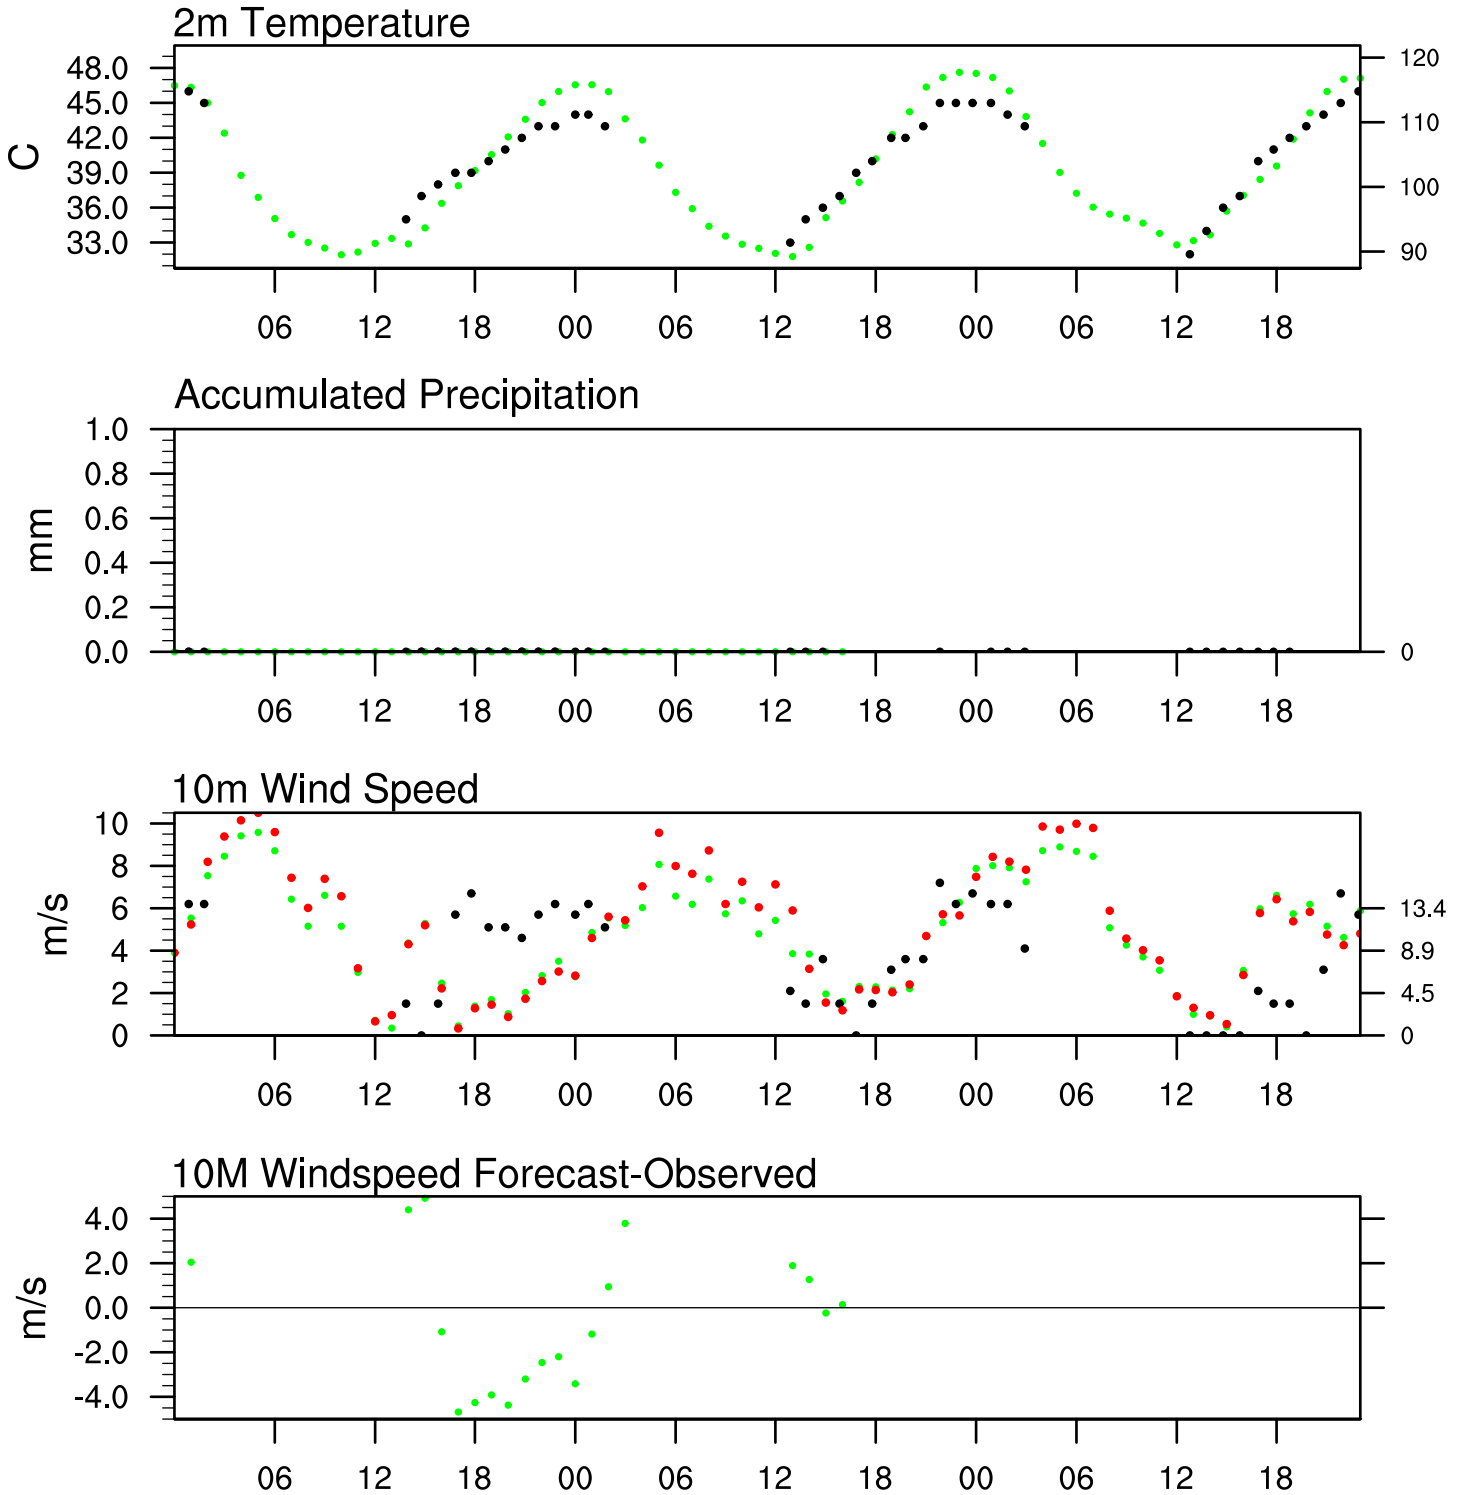 2m Temperature
48.0
45.0
42.0
39.0
36.0
33.0
C
120
110
100
90
06 12 18 00 06 12 18 00 06 12 18
Accumulated Precipitation
1.0
0.8
0.6
0.4
0.2
0.0
mm
0
06 12 18 00 06 12 18 00 06 12 18
10m Wind Speed
10
8
6
4
2
0
m/s
13.4
8.9
4.5
0
06 12 18 00 06 12 18 00 06 12 18
10M Windspeed Forecast-Observed
4.0
2.0
0.0
-2.0
-4.0
m/s
06 12 18 00 06 12 18 00 06 12 18